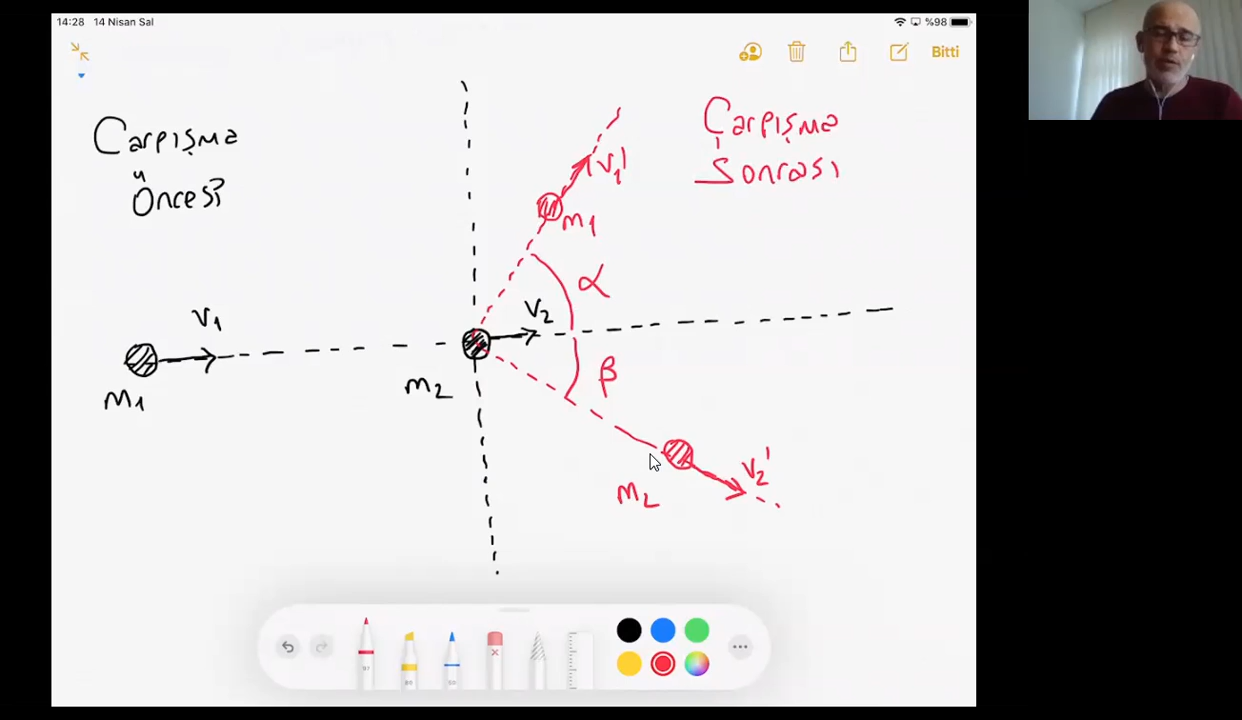 14:28 14 Nisan Sal
%98
Bitti
Çarpışma
Öncesi
Çarpışma
Sonrası
V1'
m1
α
V1
V2
m1
m2
β
V2'
m2